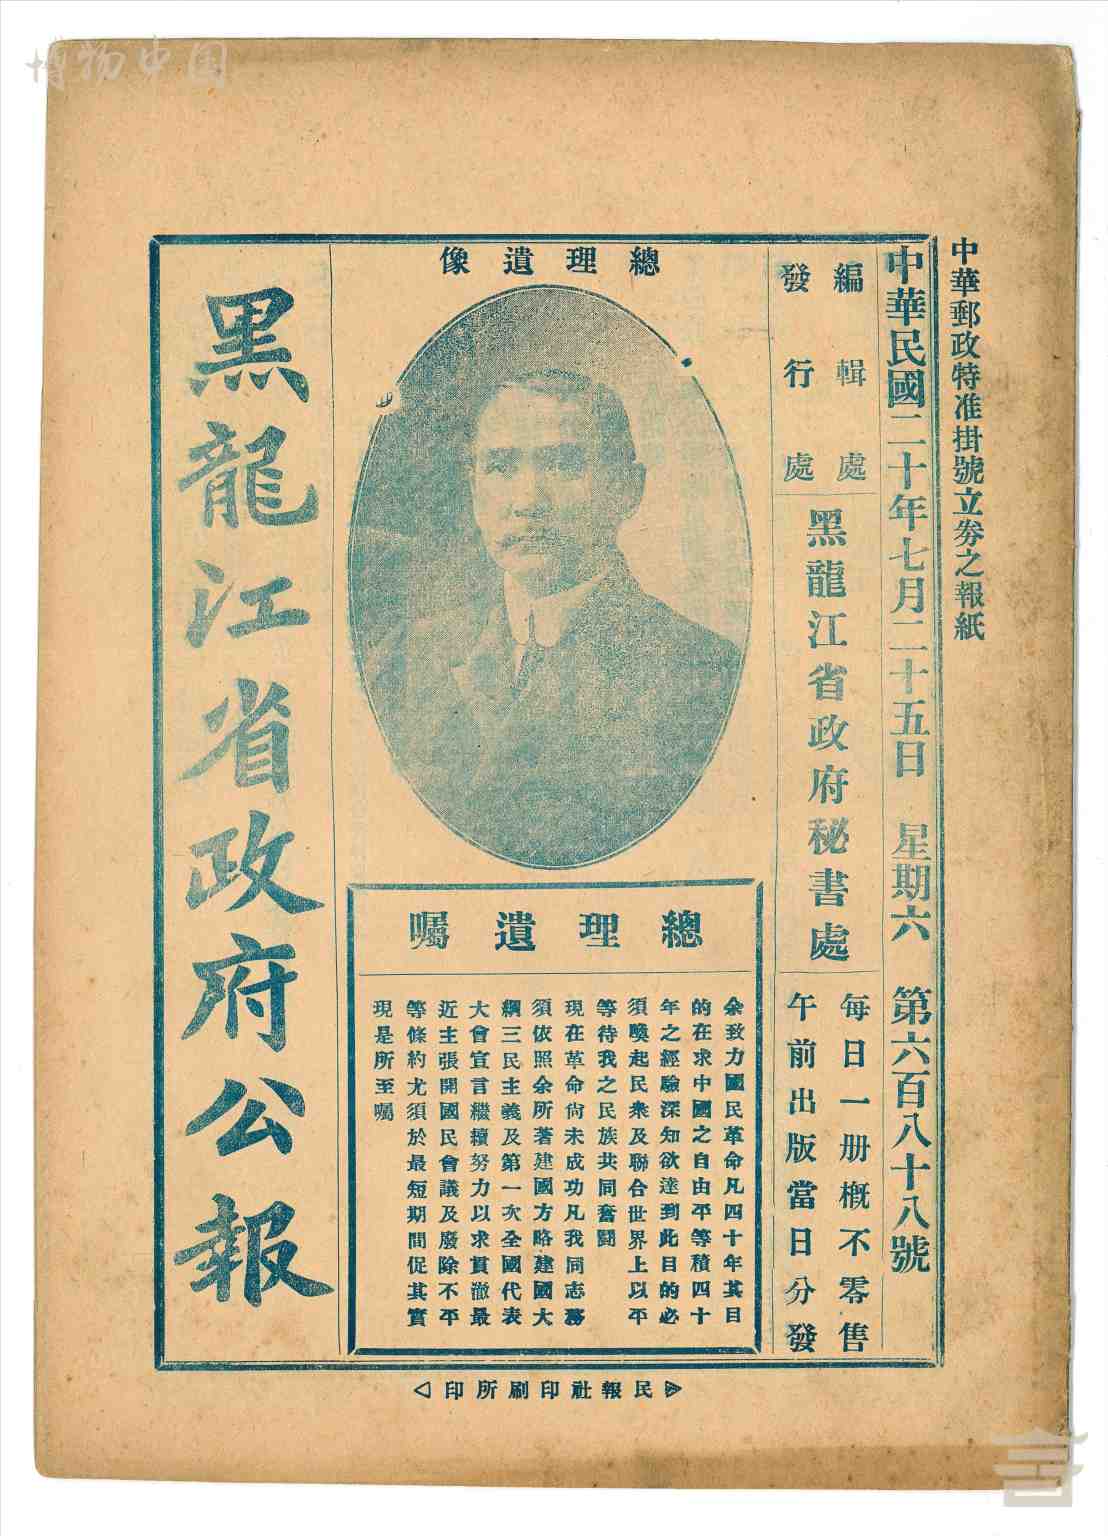 博物中国
中華郵政特准掛號立劵之報紙
中華民國二十年七月二十五日 星期六 第六百八十八號
編輯處
發行處
黑龍江省政府秘書處
每日一册概不零售
午前出版當日分發
總理遺像
總理遺囑
余致力國民革命凡四十年其目
的在求中國之自由平等積四十
年之經驗深知欲達到此目的必
須喚起民衆及聯合世界上以平
等待我之民族共同奮鬪
現在革命尙未成功凡我同志務
須依照余所著建國方略建國大
綱三民主義及第一次全國代表
大會宣言繼續努力以求貫澈最
近主張開國民會議及廢除不平
等條約尤須於最短期間促其實
現是所至囑
黑龍江省政府公報
民報社印刷所印